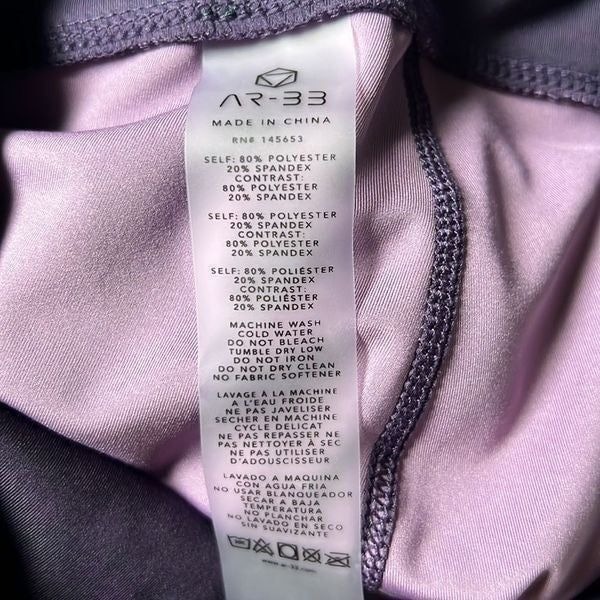 AR-33
MADE IN CHINA
RN# 145653
SELF: 80% POLYESTER
20% SPANDEX
CONTRAST:
80% POLYESTER
20% SPANDEX
SELF: 80% POLYESTER
20% SPANDEX
CONTRAST:
80% POLYESTER
20% SPANDEX
SELF: 80% POLIÉSTER
20% SPANDEX
CONTRAST:
80% POLIÉSTER
20% SPANDEX
MACHINE WASH
COLD WATER
DO NOT BLEACH
TUMBLE DRY LOW
DO NOT IRON
DO NOT DRY CLEAN
NO FABRIC SOFTENER
LAVAGE À LA MACHINE
A L'EAU FROIDE
NE PAS JAVELISER
SECHER EN MACHINE
CYCLE DELICAT
NE PAS REPASSER NE
PAS NETTOYER À SEC
NE PAS UTILISER
D'ADOUSCISSEUR
LAVADO A MAQUINA
CON AGUA FRIA
NO USAR BLANQUEADOR
SECAR A BAJA
TEMPERATURA
NO PLANCHAR
NO LAVADO EN SECO
SIN SUAVIZANTE
www.ar-33.com